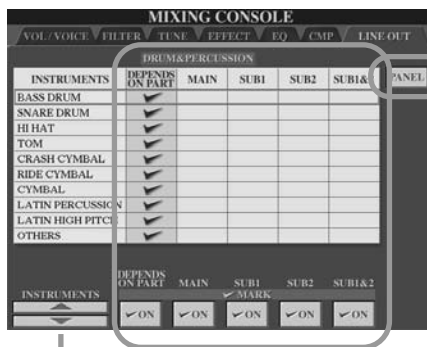 MIXING CONSOLE
VOL/VOICE FILTER TUNE EFFECT EQ CMP LINE OUT
DRUM&PERCUSSION PANEL
INSTRUMENTS DEPENDS ON PART MAIN SUB1 SUB2 SUB1&
BASS DRUM
SNARE DRUM
HI HAT
TOM
CRASH CYMBAL
RIDE CYMBAL
CYMBAL
LATIN PERCUSSION
LATIN HIGH PITCH
OTHERS
INSTRUMENTS DEPENDS ON PART MAIN SUB1 SUB2 SUB1&2
✓ MARK
✓ON ✓ON ✓ON ✓ON ✓ON